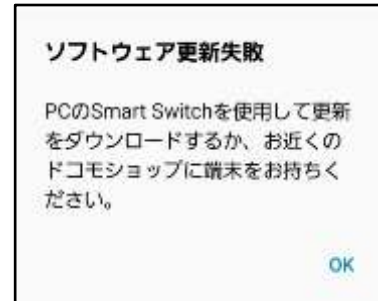 ソフトウェア更新失敗
PCのSmart Switchを使用して更新
をダウンロードするか、お近くの
ドコモショップに端末をお持ちく
ださい。
OK